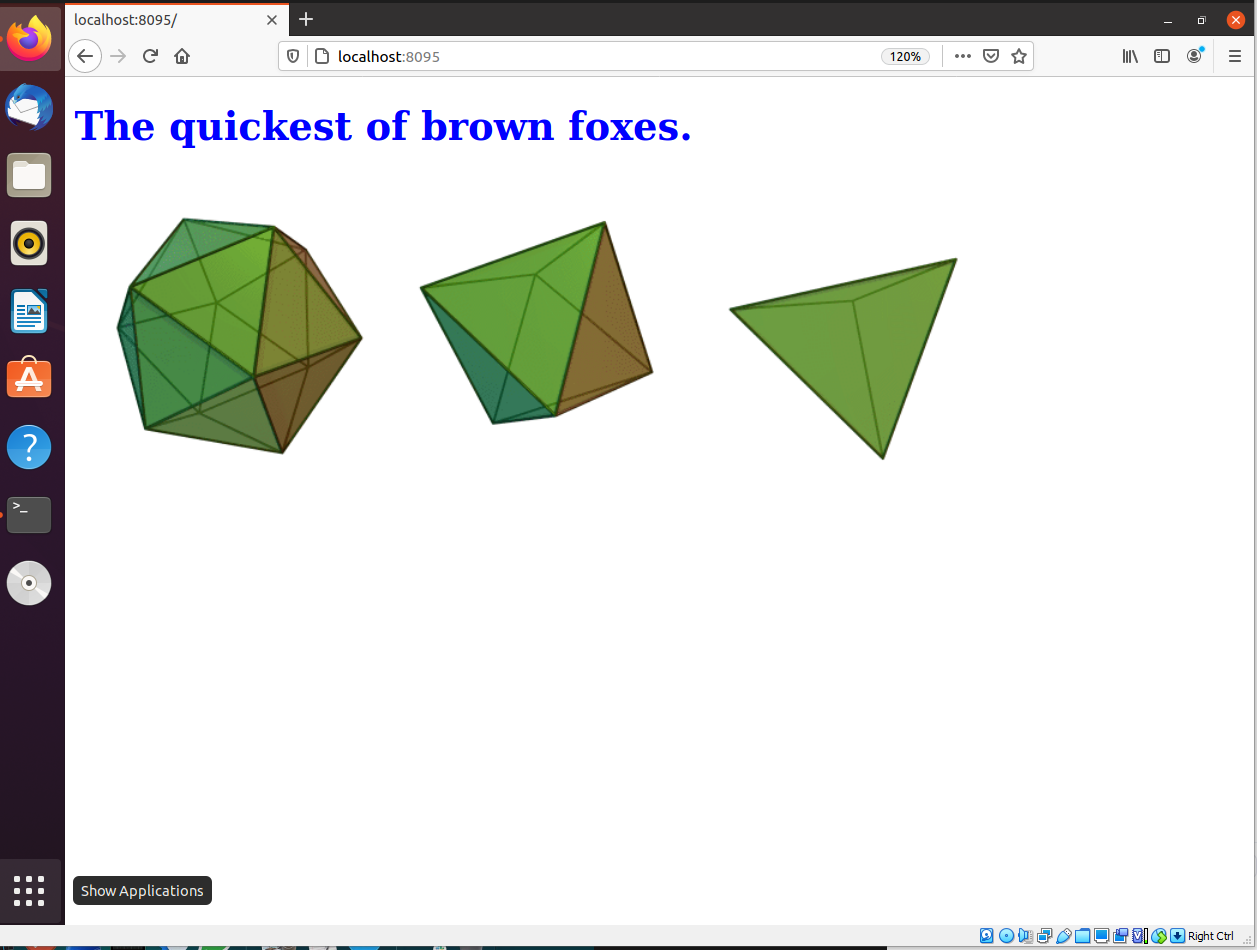 localhost:8095/
localhost:8095
120%
The quickest of brown foxes.
>_
?
Show Applications
Right Ctrl